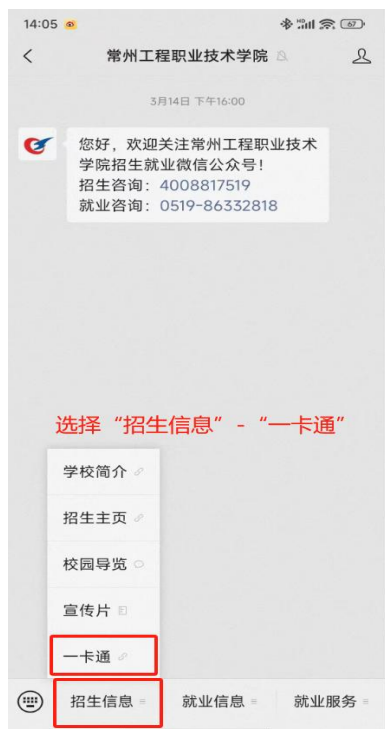 14:05
67
常州工程职业技术学院
3月14日 下午16:00
您好，欢迎关注常州工程职业技术
学院招生就业微信公众号！
招生咨询：4008817519
就业咨询：0519-86332818
选择“招生信息”-“一卡通”
学校简介
招生主页
校园导览
宣传片
一卡通
招生信息
就业信息
就业服务